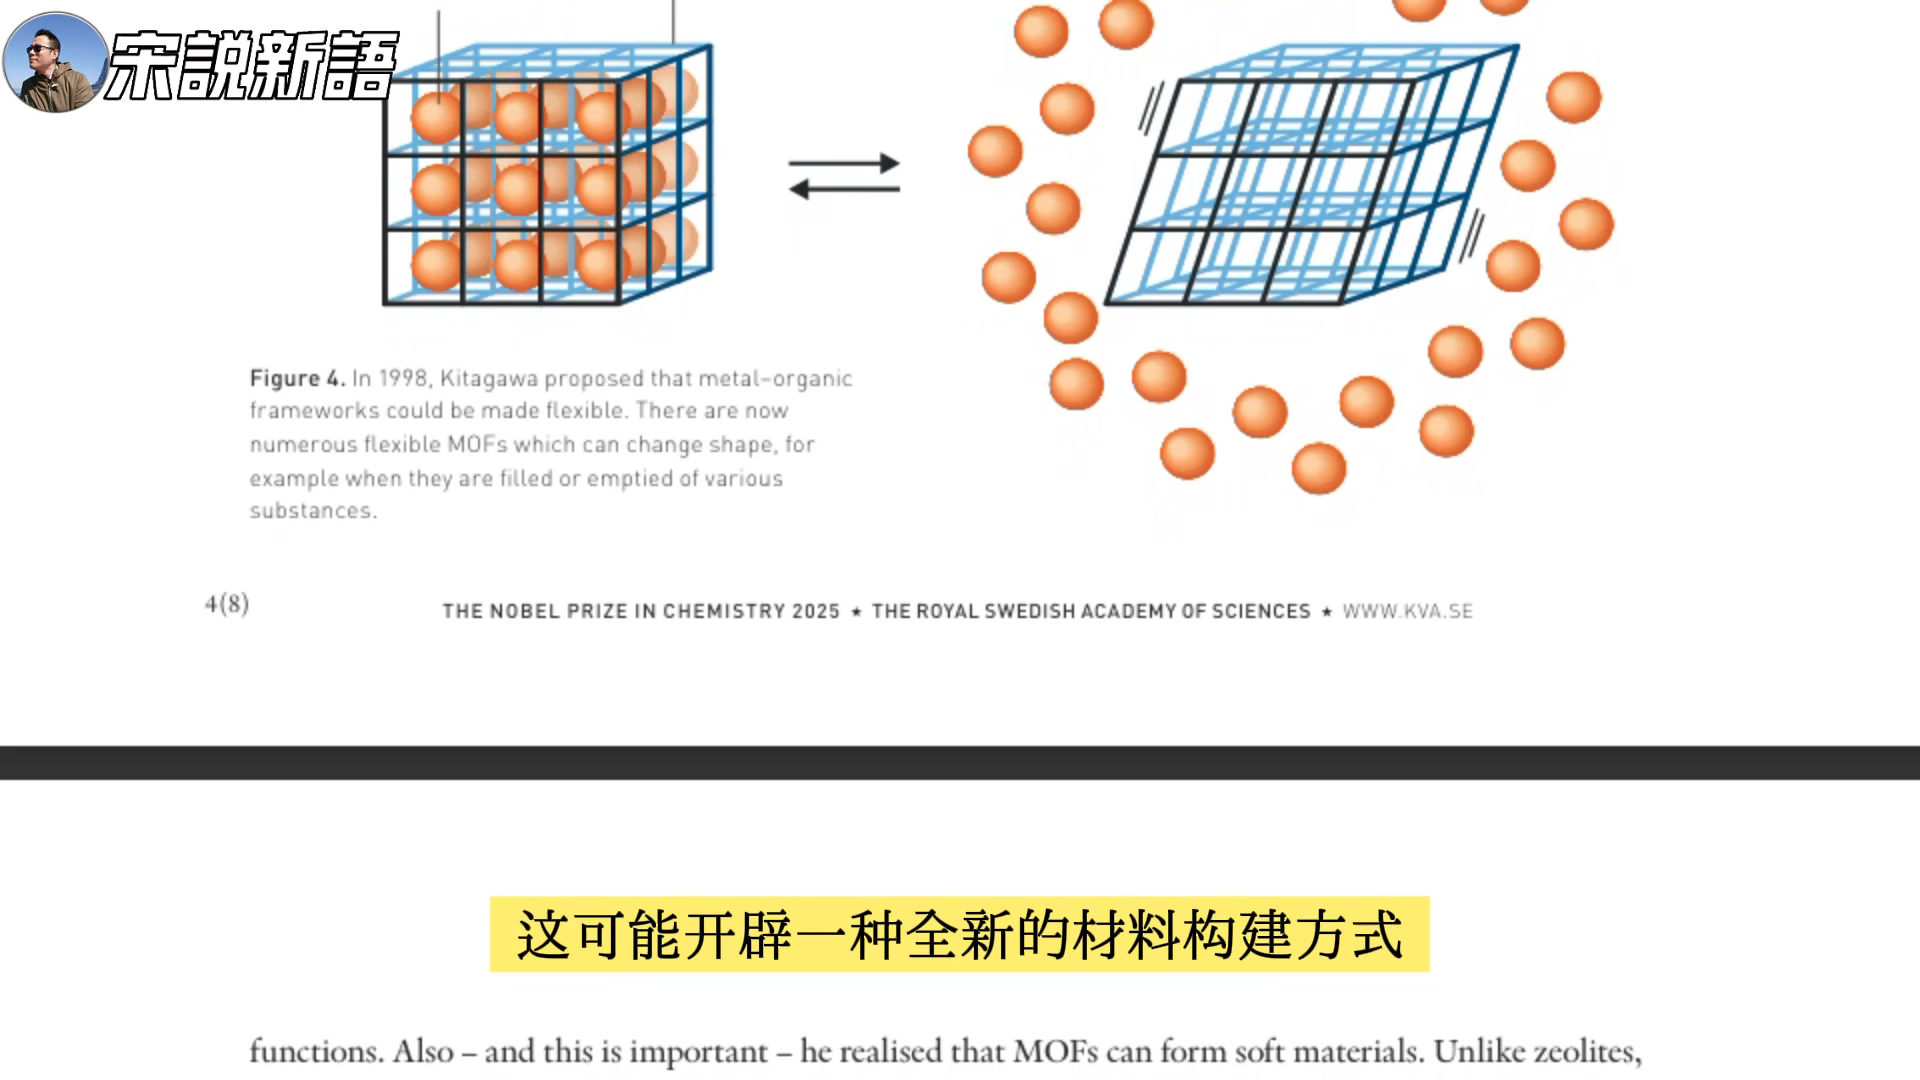 宋説新語
Figure 4. In 1998, Kitagawa proposed that metal–organic
frameworks could be made flexible. There are now
numerous flexible MOFs which can change shape, for
example when they are filled or emptied of various
substances.
4(8)
THE NOBEL PRIZE IN CHEMISTRY 2025 ★ THE ROYAL SWEDISH ACADEMY OF SCIENCES ★ WWW.KVA.SE
这可能开辟一种全新的材料构建方式
functions. Also – and this is important – he realised that MOFs can form soft materials. Unlike zeolites,